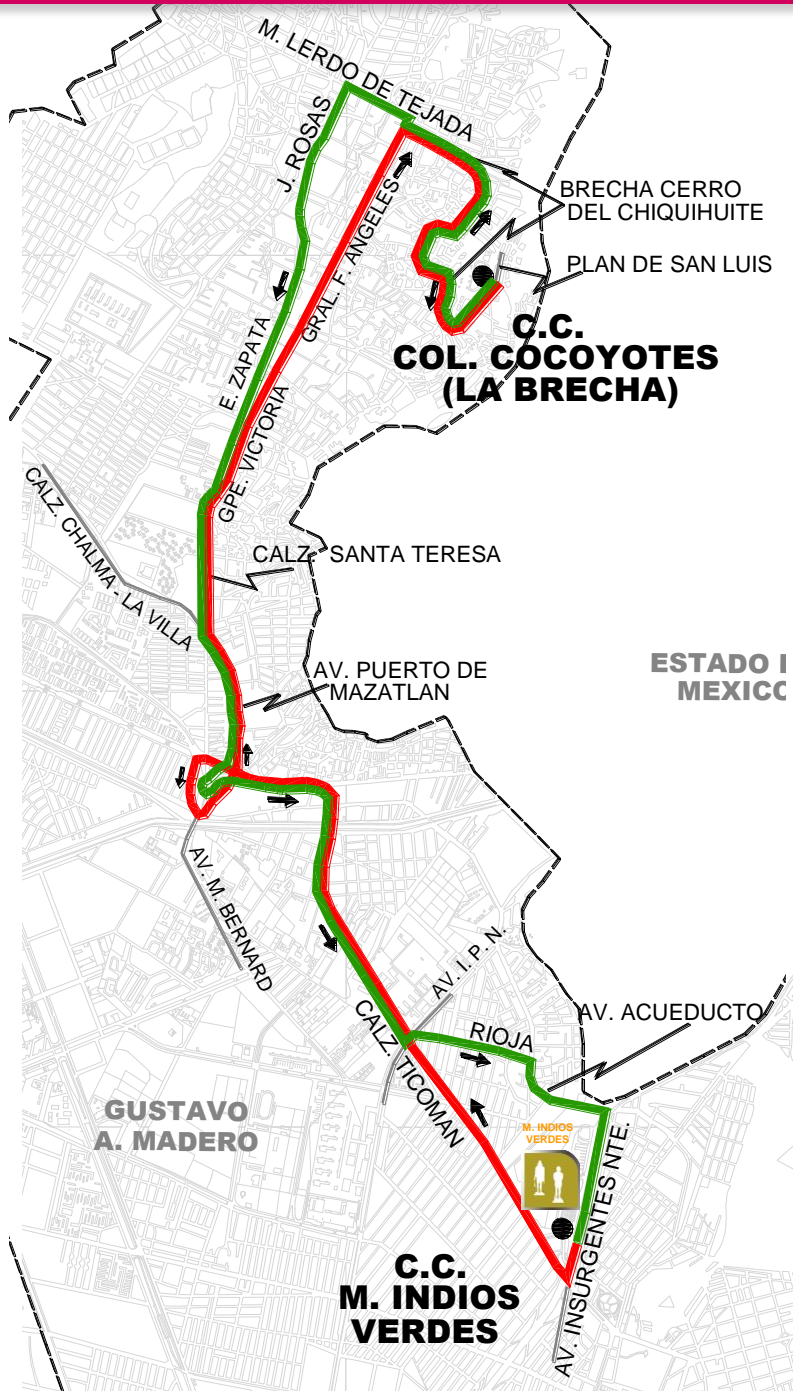 M. LERDO DE TEJADA
J. ROSAS
BRECHA CERRO
DEL CHIQUIHUITE
PLAN DE SAN LUIS
GRAL. F. ANGELES
C.C.
COL. COCOYOTES
(LA BRECHA)
E. ZAPATA
GPE. VICTORIA
CALZ. CHALMA - LA VILLA
CALZ. SANTA TERESA
AV. PUERTO DE
MAZATLAN
ESTADO
MEXICO
AV. M. BERNARD
AV. I. P. N.
CALZ. TICOMAN
RIOJA
AV. ACUEDUCTO
GUSTAVO
A. MADERO
M. INDIOS
VERDES
AV. INSURGENTES NTE.
C.C.
M. INDIOS
VERDES